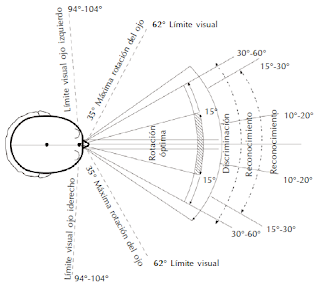 94°-104°
Límite visual ojo izquierdo
35° Máxima rotación del ojo
62° Límite visual
30°-60°
15°-30°
15°
10°-20°
Rotación
óptima
Discriminación
Reconocimiento
Reconocimiento
15°
10°-20°
15°-30°
30°-60°
35° Máxima
rotación del ojo
62° Límite visual
Límite visual ojo |derecho
94°-104°